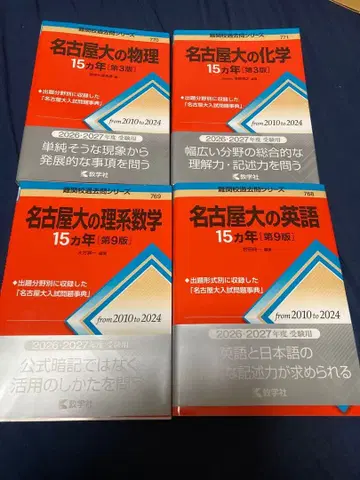 難関校過去問シリーズ
770
名古屋大の物理
15カ年[第3版]
●出題分野別に収録した
「名古屋大入試問題事典」
from 2010 to 2024
2026・2027年度 受験用
単純そうな現象から
発展的な事項を問う
教学社
難関校過去問シリーズ
771
名古屋大の化学
15カ年[第3版]
●出題分野別に収録した
「名古屋大入試問題事典」
from 2010 to 2024
2026・2027年度 受験用
幅広い分野の総合的な
理解力・記述力を問う
教学社
難関校過去問シリーズ
769
名古屋大の理系数学
15カ年[第9版]
●出題分野別に収録した
「名古屋大入試問題事典」
from 2010 to 2024
2026・2027年度 受験用
公式暗記ではなく
活用のしかたを問う
教学社
難関校過去問シリーズ
768
名古屋大の英語
15カ年[第9版]
●出題形式別に収録した
「名古屋大入試問題事典」
from 2010 to 2024
2026・2027年度 受験用
英語と日本語の
な記述力が求められる
教学社